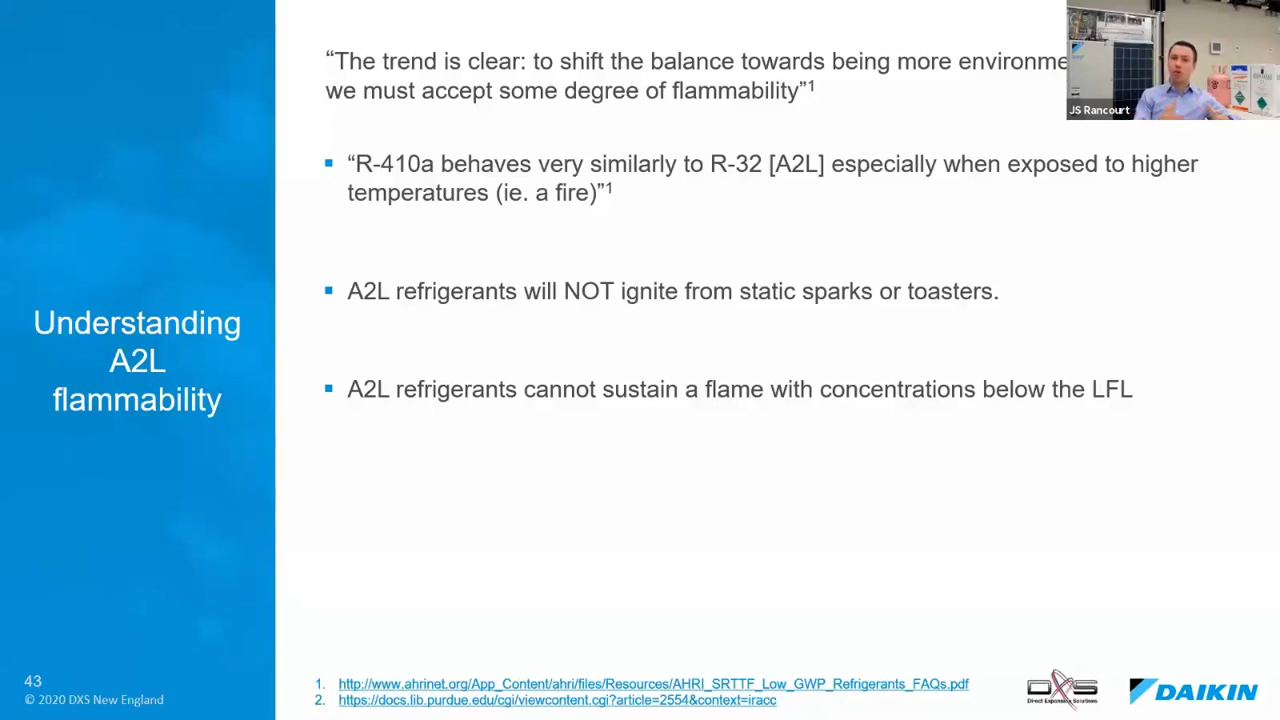 “The trend is clear: to shift the balance towards being more environme
we must accept some degree of flammability”1
JS Rancourt
▪ “R-410a behaves very similarly to R-32 [A2L] especially when exposed to higher
temperatures (ie. a fire)”1
▪ A2L refrigerants will NOT ignite from static sparks or toasters.
Understanding
A2L
flammability
▪ A2L refrigerants cannot sustain a flame with concentrations below the LFL
43
© 2020 DXS New England
1. http://www.ahrinet.org/App_Content/ahri/files/Resources/AHRI_SRTTF_Low_GWP_Refrigerants_FAQs.pdf
2. https://docs.lib.purdue.edu/cgi/viewcontent.cgi?article=2554&context=iracc
DXS
Direct Expansion Solutions
DAIKIN